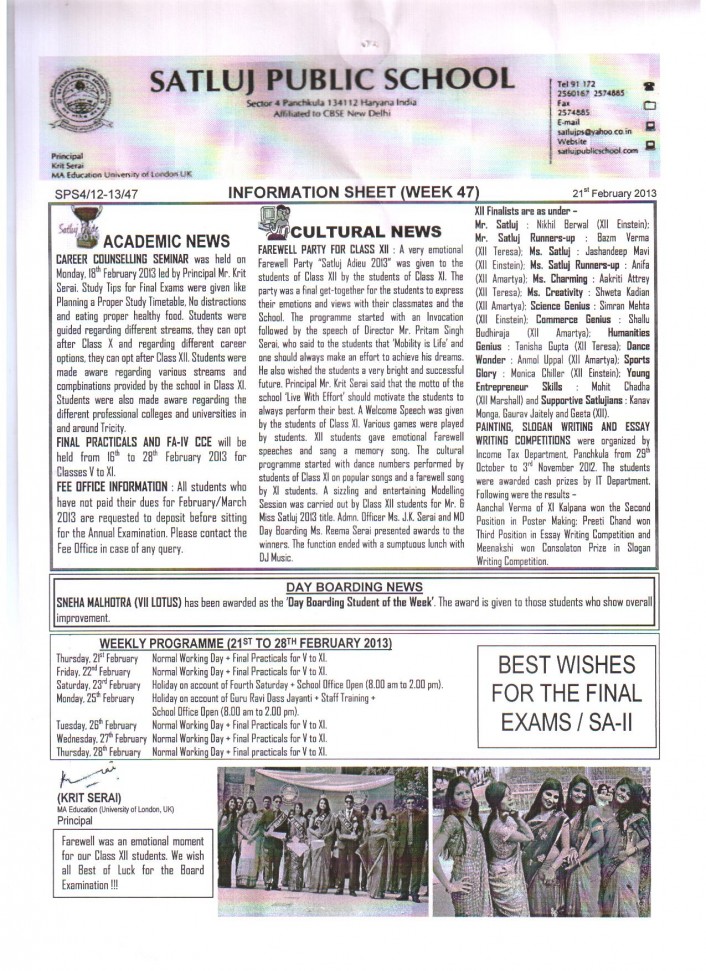 SATLUJ PUBLIC SCHOOL
Sector 4 Panchkula 134112 Haryana India
Affiliated to CBSE New Delhi
Tel 91 172
2560167 2574885
Fax
2574885
E-mail
satlujps@yahoo.co.in
Website
satlujpublicschool.com
Principal
Krit Serai
MA Education University of London UK
SPS4/12-13/47
INFORMATION SHEET (WEEK 47)
21st February 2013
ACADEMIC NEWS
CAREER COUNSELLING SEMINAR was held on
Monday, 18th February 2013 led by Principal Mr. Krit
Serai. Study Tips for Final Exams were given like
Planning a Proper Study Timetable, No distractions
and eating proper healthy food. Students were
guided regarding different streams, they can opt
after Class X and regarding different career
options, they can opt after Class XII. Students were
made aware regarding various streams and
combinations provided by the school in Class XI.
Students were also made aware regarding the
different professional colleges and universities in
and around Tricity.
FINAL PRACTICALS AND FA-IV CCE will be
held from 16th to 28th February 2013 for
Classes V to XI.
FEE OFFICE INFORMATION : All students who
have not paid their dues for February/March
2013 are requested to deposit before sitting
for the Annual Examination. Please contact the
Fee Office in case of any query.
CULTURAL NEWS
FAREWELL PARTY FOR CLASS XII : A very emotional
Farewell Party "Satluj Adieu 2013" was given to the
students of Class XII by the students of Class XI. The
party was a final get-together for the students to express
their emotions and views with their classmates and the
School. The programme started with an Invocation
followed by the speech of Director Mr. Pritam Singh
Serai, who said to the students that 'Mobility is Life' and
one should always make an effort to achieve his dreams.
He also wished the students a very bright and successful
future. Principal Mr. Krit Serai said that the motto of the
school 'Live With Effort' should motivate the students to
always perform their best. A Welcome Speech was given
by the students of Class XI. Various games were played
by students. XII students gave emotional Farewell
speeches and sang a memory song. The cultural
programme started with dance numbers performed by
students of Class XI on popular songs and a farewell song
by XI students. A sizzling and entertaining Modelling
Session was carried out by Class XII students for Mr. &
Miss Satluj 2013 title. Admn. Officer Ms. J.K. Serai and MD
Day Boarding Ms. Reema Serai presented awards to the
winners. The function ended with a sumptuous lunch with
DJ Music.
XII Finalists are as under –
Mr. Satluj : Nikhil Berwal (XII Einstein);
Mr. Satluj Runners-up : Bazm Verma
(XII Teresa); Ms. Satluj : Jashandeep Mavi
(XII Einstein); Ms. Satluj Runners-up : Anifa
(XII Amartya); Ms. Charming : Aakriti Attrey
(XII Teresa); Ms. Creativity : Shweta Kadian
(XII Amartya); Science Genius : Simran Mehta
(XII Einstein); Commerce Genius : Shallu
Budhiraja (XII Amartya); Humanities
Genius : Tanisha Gupta (XII Teresa); Dance
Wonder : Anmol Uppal (XII Amartya); Sports
Glory : Monica Chiller (XII Einstein); Young
Entrepreneur Skills : Mohit Chadha
(XII Marshall) and Supportive Satlujians : Kanav
Monga, Gaurav Jaitely and Geeta (XII).
PAINTING, SLOGAN WRITING AND ESSAY
WRITING COMPETITIONS were organized by
Income Tax Department, Panchkula from 29th
October to 3rd November 2012. The students
were awarded cash prizes by IT Department.
Following were the results –
Aanchal Verma of XI Kalpana won the Second
Position in Poster Making; Preeti Chand won
Third Position in Essay Writing Competition and
Meenakshi won Consolaton Prize in Slogan
Writing Competition.
DAY BOARDING NEWS
SNEHA MALHOTRA (VII LOTUS) has been awarded as the 'Day Boarding Student of the Week'. The award is given to those students who show overall
improvement.
WEEKLY PROGRAMME (21ST TO 28TH FEBRUARY 2013)
Thursday, 21st February Normal Working Day + Final Practicals for V to XI.
Friday, 22nd February Normal Working Day + Final Practicals for V to XI.
Saturday, 23rd February Holiday on account of Fourth Saturday + School Office Open (8.00 am to 2.00 pm).
Monday, 25th February Holiday on account of Guru Ravi Dass Jayanti + Staff Training +
School Office Open (8.00 am to 2.00 pm).
Tuesday, 26th February Normal Working Day + Final Practicals for V to XI.
Wednesday, 27th February Normal Working Day + Final Practicals for V to XI.
Thursday, 28th February Normal Working Day + Final practicals for V to XI.
BEST WISHES
FOR THE FINAL
EXAMS / SA-II
(KRIT SERAI)
MA Education (University of London, UK)
Principal
Farewell was an emotional moment
for our Class XII students. We wish
all Best of Luck for the Board
Examination !!!